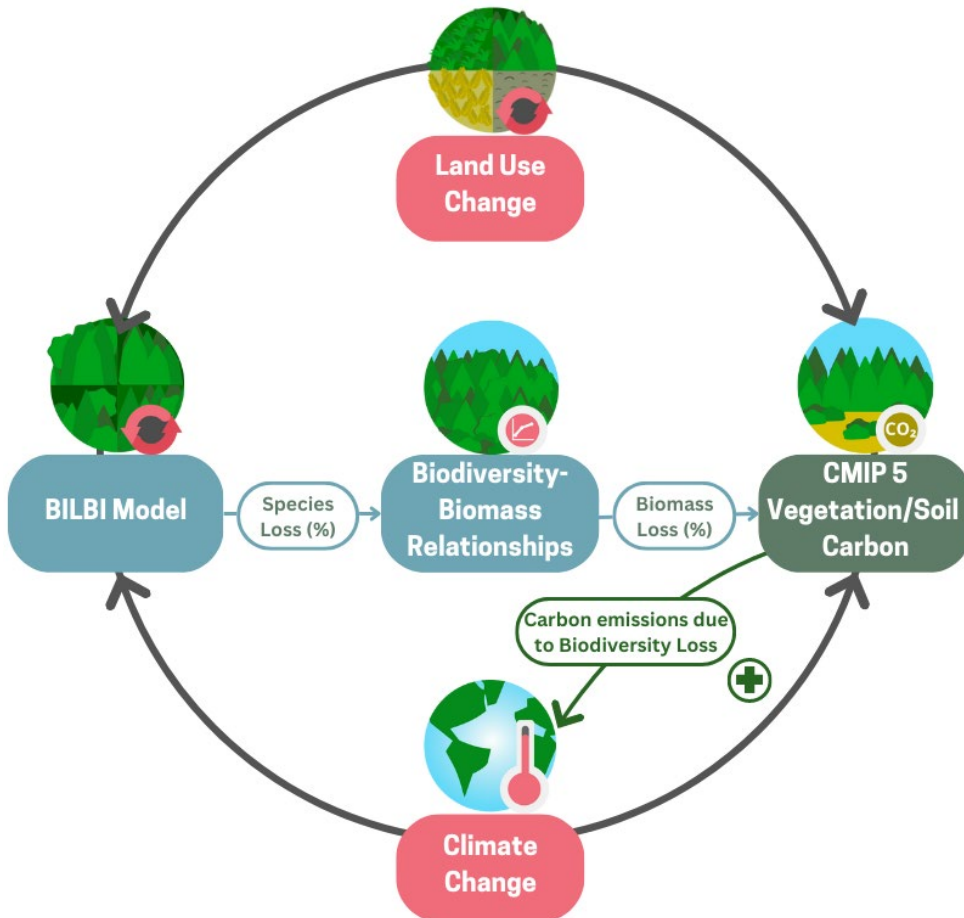 Land Use
Change
CO₂
BILBI Model
Species
Loss (%)
Biodiversity-
Biomass
Relationships
Biomass
Loss (%)
CMIP 5
Vegetation/Soil
Carbon
Carbon emissions due
to Biodiversity Loss
Climate
Change